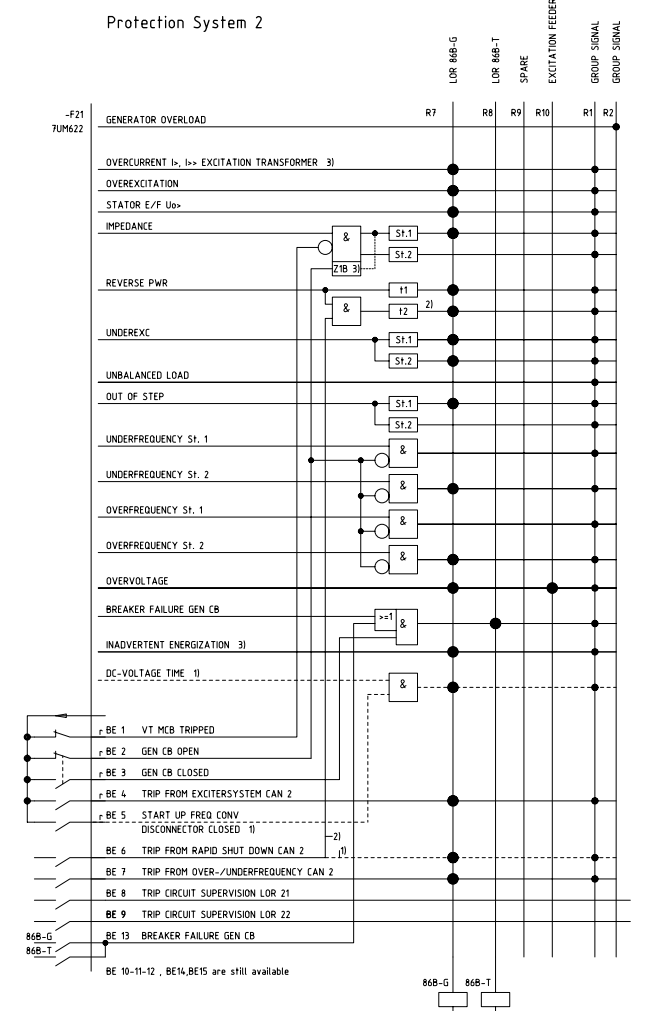 Protection System 2
LOR 86B-G
LOR 86B-T
SPARE
EXCITATION FEEDER
GROUP SIGNAL
GROUP SIGNAL
R7 R8 R9 R10 R1 R2
-F21
7UM622
GENERATOR OVERLOAD
OVERCURRENT I>, I>> EXCITATION TRANSFORMER 3)
OVEREXCITATION
STATOR E/F Uo>
IMPEDANCE
& St.1
St.2
Z1B 3)
REVERSE PWR
t1
& t2 2)
UNDEREXC
St.1
St.2
UNBALANCED LOAD
OUT OF STEP
St.1
St.2
UNDERFREQUENCY St. 1
&
UNDERFREQUENCY St. 2
&
OVERFREQUENCY St. 1
&
OVERFREQUENCY St. 2
&
OVERVOLTAGE
BREAKER FAILURE GEN CB
>=1 &
INADVERTENT ENERGIZATION 3)
DC-VOLTAGE TIME 1)
&
BE 1 VT MCB TRIPPED
BE 2 GEN CB OPEN
BE 3 GEN CB CLOSED
BE 4 TRIP FROM EXCITERSYSTEM CAN 2
BE 5 START UP FREQ CONV
DISCONNECTOR CLOSED 1)
2)
BE 6 TRIP FROM RAPID SHUT DOWN CAN 2 1)
BE 7 TRIP FROM OVER-/UNDERFREQUENCY CAN 2
BE 8 TRIP CIRCUIT SUPERVISION LOR 21
BE 9 TRIP CIRCUIT SUPERVISION LOR 22
86B-G BE 13 BREAKER FAILURE GEN CB
86B-T
BE 10-11-12 , BE14,BE15 are still available
86B-G 86B-T